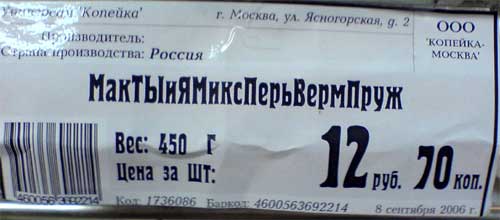 Универсам "Копейка" г. Москва, ул. Ясногорская, д. 2
Производитель:
Страна производства: Россия
ООО
"КОПЕЙКА-
МОСКВА"
МакТЫиЯМиксПерьВермПруж
Вес: 450 Г
Цена за Шт:
12 руб. 70 коп.
4600563692214
Код: 1736086 Баркод: 4600563692214
8 сентября 2006 г.